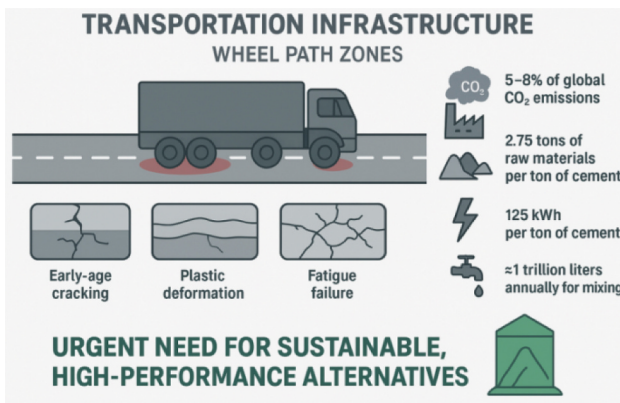 TRANSPORTATION INFRASTRUCTURE
WHEEL PATH ZONES
CO₂
5–8% of global
CO₂ emissions
2.75 tons of
raw materials
per ton of cement
125 kWh
per ton of cement
≈1 trillion liters
annually for mixing
Early-age
cracking
Plastic
deformation
Fatigue
failure
URGENT NEED FOR SUSTAINABLE,
HIGH-PERFORMANCE ALTERNATIVES